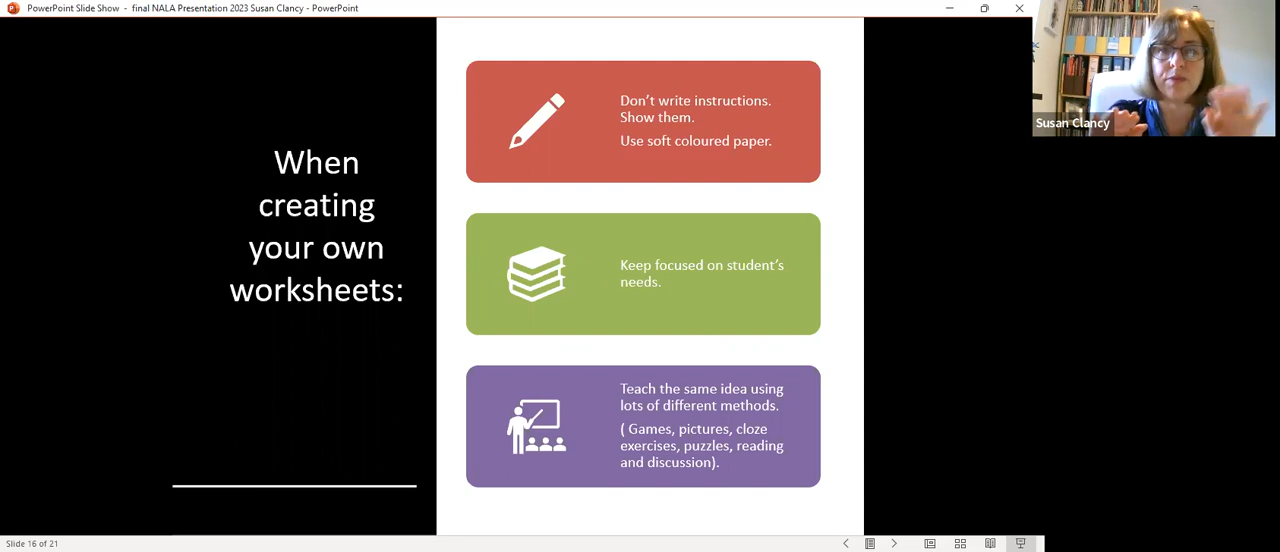 PowerPoint Slide Show - final NALA Presentation 2023 Susan Clancy - PowerPoint
When
creating
your own
worksheets:
Don't write instructions.
Show them.
Use soft coloured paper.
Keep focused on student's
needs.
Teach the same idea using
lots of different methods.
( Games, pictures, cloze
exercises, puzzles, reading
and discussion).
Susan Clancy
Slide 16 of 21